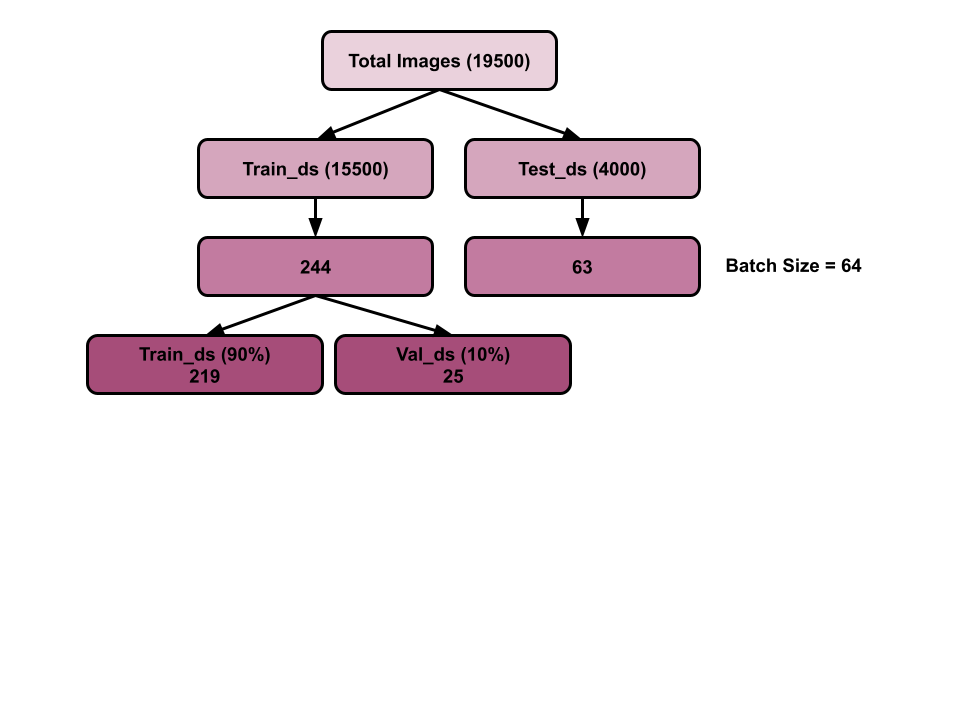 Total Images (19500)
Train_ds (15500)
Test_ds (4000)
244
63
Batch Size = 64
Train_ds (90%)
219
Val_ds (10%)
25